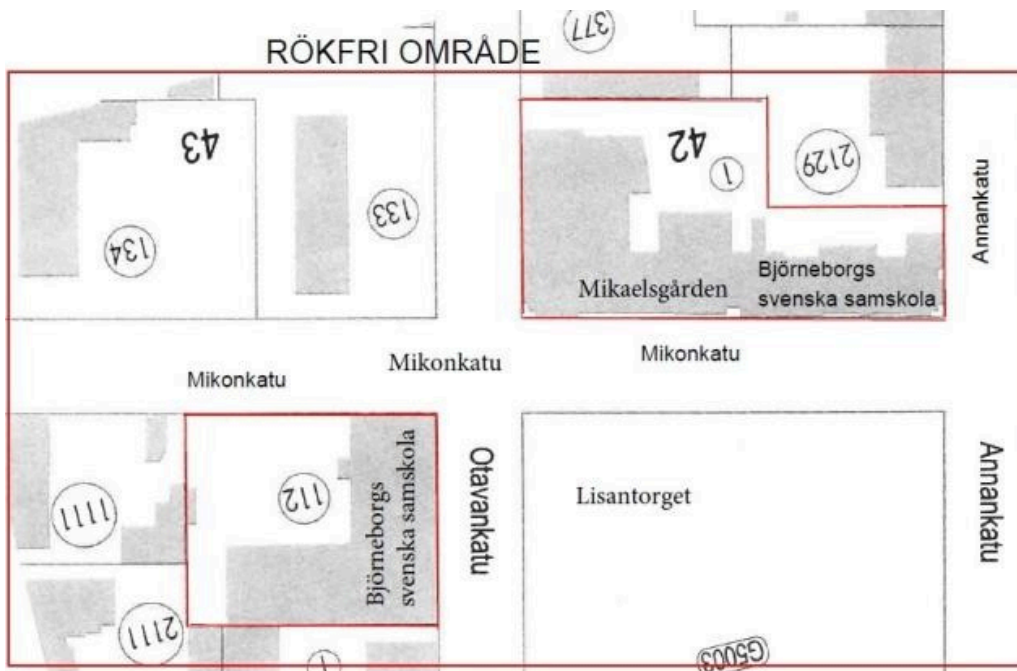 377
RÖKFRI OMRÅDE
43
42
1
2129
133
134
Annankatu
Mikaelsgården
Björneborgs
svenska samskola
Mikonkatu
Mikonkatu
Mikonkatu
Björneborgs
svenska samskola
112
1111
Otavankatu
Lisantorget
Annankatu
2111
1
G5003